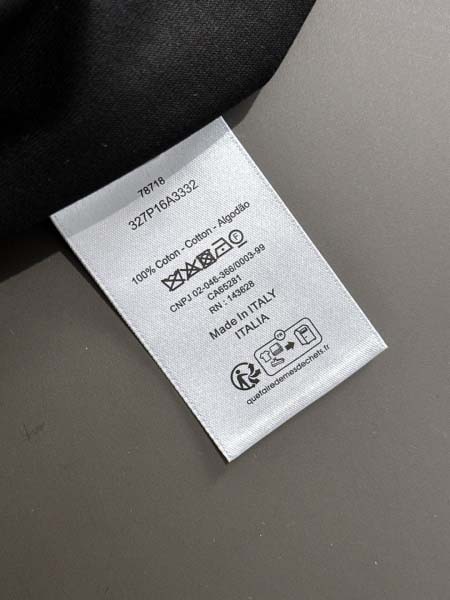 78718
327P16A3332
100% Coton - Cotton - Algodão
CNPJ 02-046-366/0003-99
CA65281
RN : 143628
Made In ITALY
ITALIA
FR
quefairedemesdechets.fr